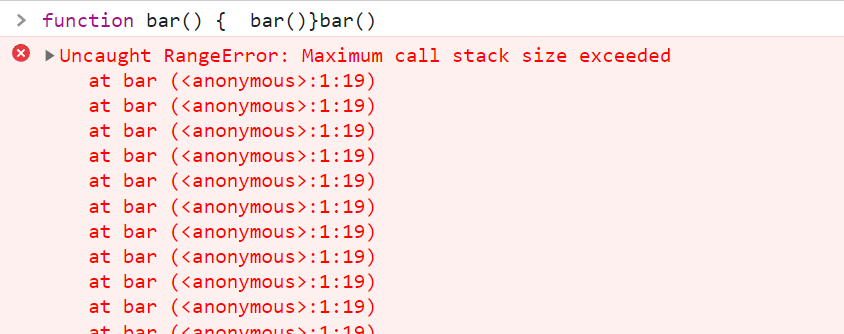 > function bar() {  bar()}bar()
Uncaught RangeError: Maximum call stack size exceeded
at bar (<anonymous>:1:19)
at bar (<anonymous>:1:19)
at bar (<anonymous>:1:19)
at bar (<anonymous>:1:19)
at bar (<anonymous>:1:19)
at bar (<anonymous>:1:19)
at bar (<anonymous>:1:19)
at bar (<anonymous>:1:19)
at bar (<anonymous>:1:19)
at bar (<anonymous>:1:19)
at bar (<anonymous>:1:19)